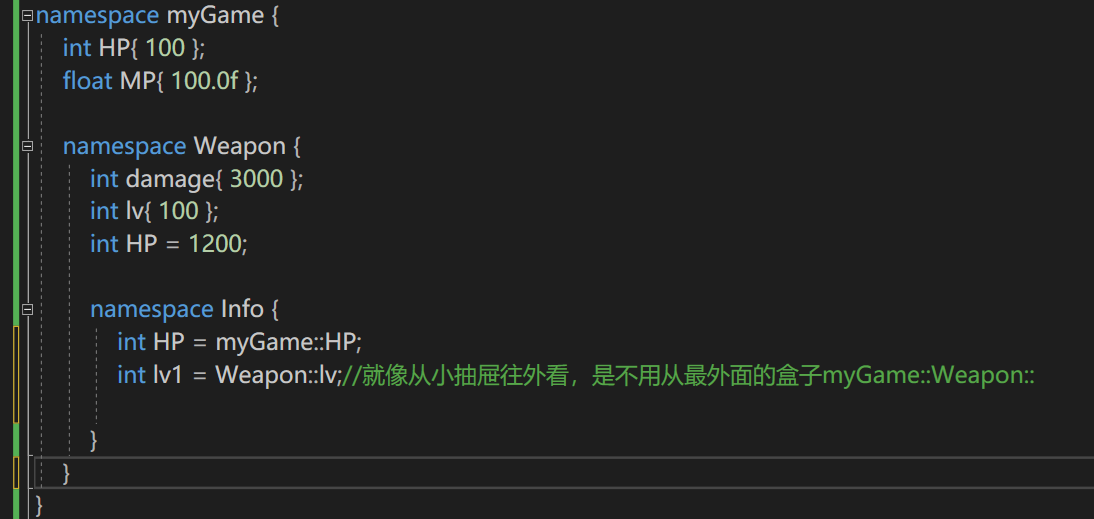 namespace myGame {
int HP{ 100 };
float MP{ 100.0f };
namespace Weapon {
int damage{ 3000 };
int lv{ 100 };
int HP = 1200;
namespace Info {
int HP = myGame::HP;
int lv1 = Weapon::lv;//就像从小抽屉往外看，是不用从最外面的盒子myGame::Weapon::
}
}
}